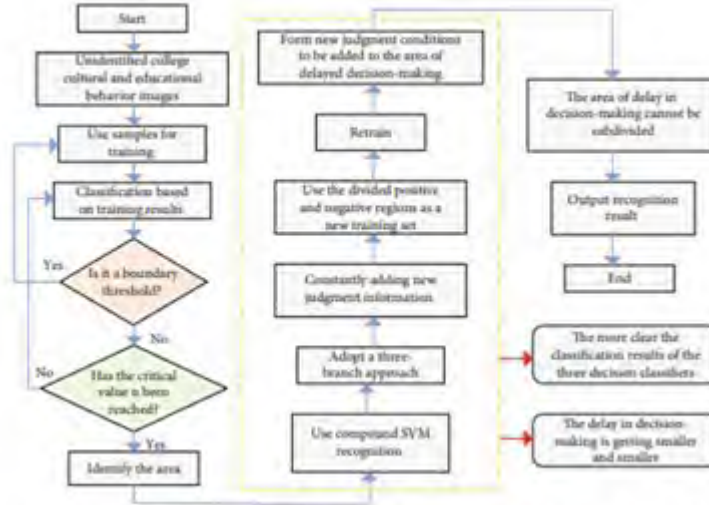 Start
Unidentified college
cultural and educational
behavior images
Use samples for
training
Classification based
on training results
Yes
Is it a boundary
threshold?
No
No
Has the critical
value n been
reached?
Yes
Identify the area
Form new judgment conditions
to be added to the area of
delayed decision-making
Retrain
Use the divided positive
and negative regions as a
new training set
Constantly adding new
judgment information
Adopt a three-
branch approach
Use compound SVM
recognition
The area of delay in
decision-making cannot be
subdivided
Output recognition
result
End
The more clear the
classification results of the
three decision classifiers
The delay in decision-
making is getting smaller
and smaller